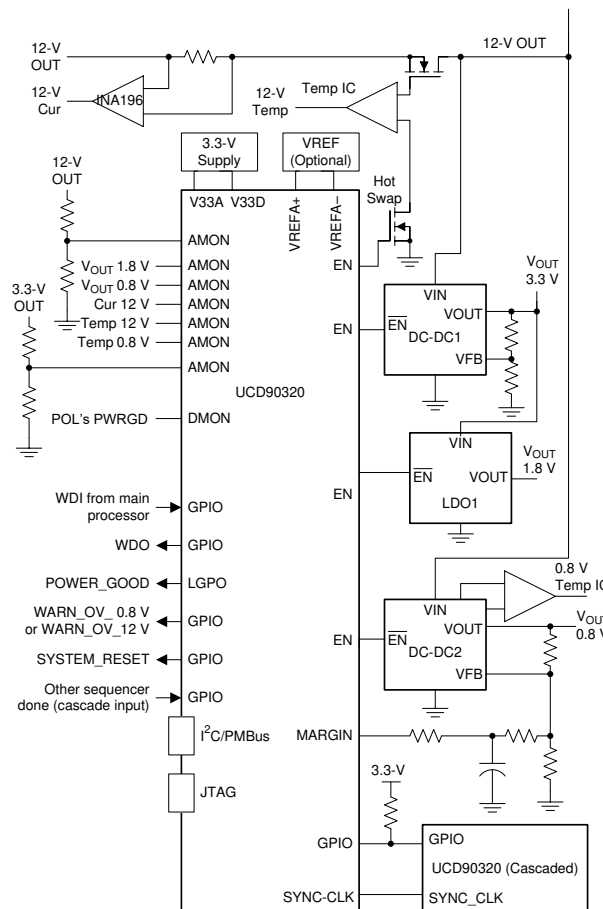 12-V
OUT
12-V
Cur
INA196
12-V
Temp
Temp IC
12-V OUT
3.3-V
Supply
VREF
(Optional)
V33A V33D
VREFA+
VREFA−
Hot
Swap
12-V
OUT
AMON
V_OUT 1.8 V
AMON
V_OUT 0.8 V
AMON
Cur 12 V
AMON
Temp 12 V
AMON
Temp 0.8 V
AMON
3.3-V
OUT
AMON
UCD90320
POL's PWRGD
DMON
EN
EN
EN
VIN
EN
VOUT
DC-DC1
VFB
V_OUT
3.3 V
EN
VIN
EN
VOUT
LDO1
V_OUT
1.8 V
WDI from main
processor
GPIO
WDO
GPIO
POWER_GOOD
LGPO
WARN_OV_ 0.8 V
or WARN_OV_12 V
GPIO
SYSTEM_RESET
GPIO
Other sequencer
done (cascade input)
GPIO
I²C/PMBus
JTAG
VIN
EN
VOUT
DC-DC2
VFB
0.8 V
Temp IC
V_OUT
0.8 V
MARGIN
3.3-V
GPIO
GPIO
UCD90320 (Cascaded)
SYNC-CLK
SYNC_CLK